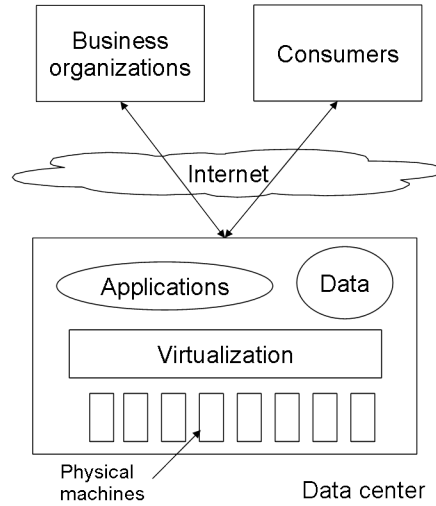 Business
organizations
Consumers
Internet
Applications
Data
Virtualization
Physical
machines
Data center